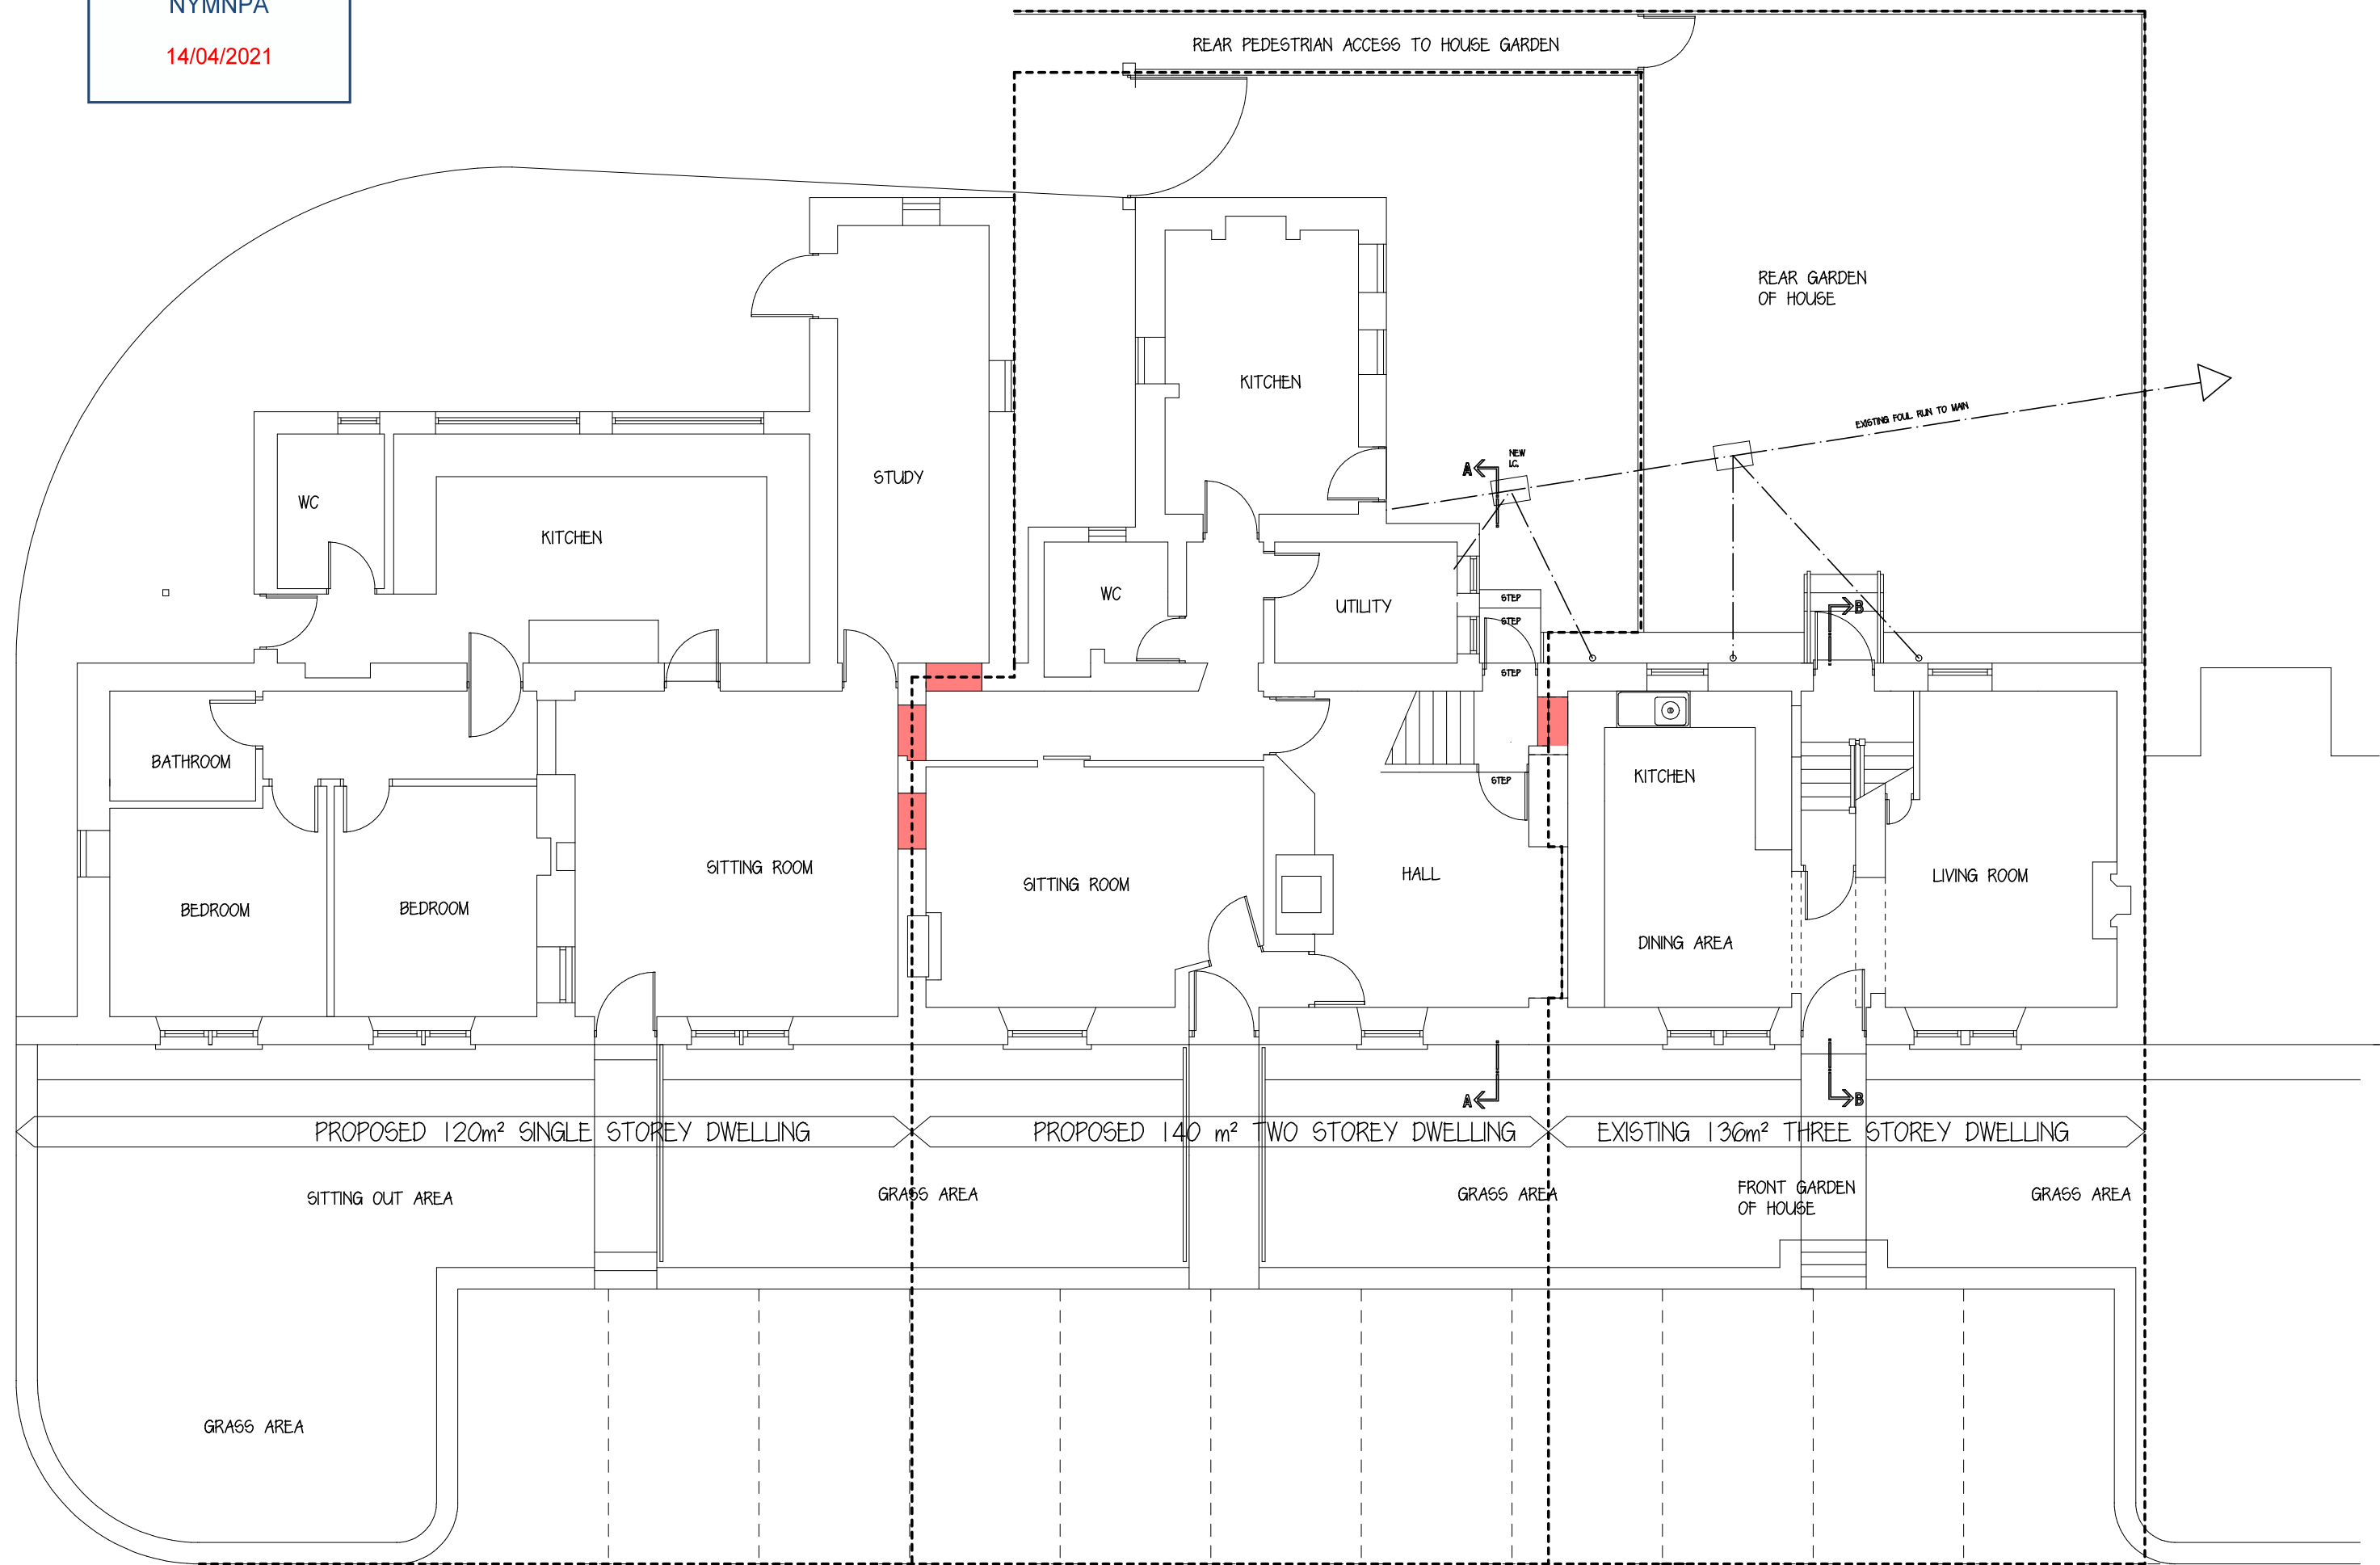 NYMNPA
14/04/2021
REAR PEDESTRIAN ACCESS TO HOUSE GARDEN
REAR GARDEN
OF HOUSE
KITCHEN
EXISTING FOUL RUN TO MAIN
STUDY
A
NEW
I.C.
WC
KITCHEN
WC
UTILITY
STEP
STEP
B
STEP
BATHROOM
STEP
KITCHEN
SITTING ROOM
SITTING ROOM
HALL
LIVING ROOM
BEDROOM
BEDROOM
DINING AREA
A
B
PROPOSED 120m² SINGLE STOREY DWELLING
PROPOSED 140 m² TWO STOREY DWELLING
EXISTING 136m² THREE STOREY DWELLING
SITTING OUT AREA
GRASS AREA
GRASS AREA
FRONT GARDEN
OF HOUSE
GRASS AREA
GRASS AREA